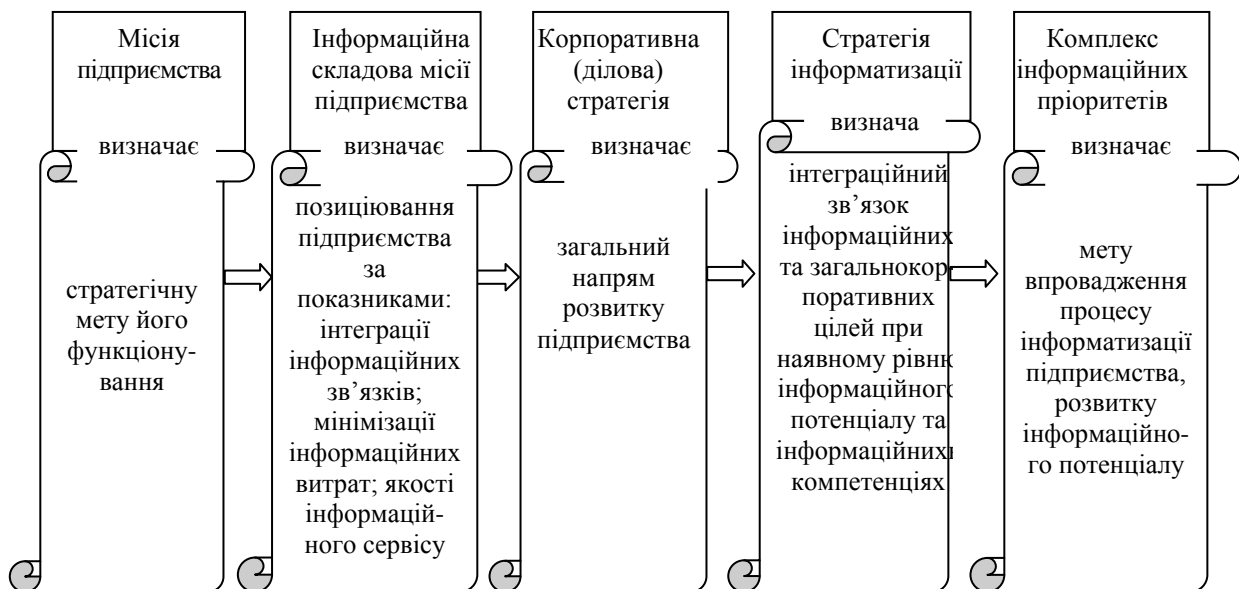 Місія
підприємства
визначає
стратегічну
мету його
функціону-
вання
Інформаційна
складова місії
підприємства
визначає
позиціювання
підприємства
за
показниками:
інтеграції
інформаційних
зв’язків;
мінімізації
інформаційних
витрат; якості
інформацій-
ного сервісу
Корпоративна
(ділова)
стратегія
визначає
загальний
напрям
розвитку
підприємства
Стратегія
інформатизації
визнача
інтеграційний
зв’язок
інформаційних
та загальнокор
поративних
цілей при
наявному рівн
інформаційног
потенціалу та
інформаційних
компетенціях
Комплекс
інформаційних
пріоритетів
визначає
мету
впровадження
процесу
інформатизації
підприємства,
розвитку
інформаційно-
го потенціалу